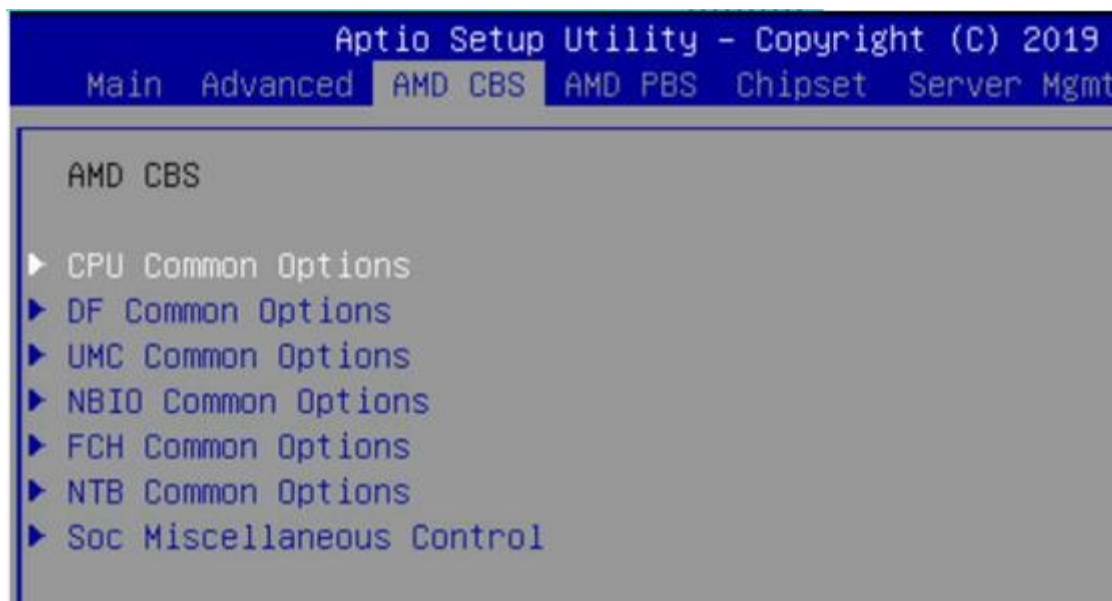 Aptio Setup Utility – Copyright (C) 2019
Main Advanced AMD CBS AMD PBS Chipset Server Mgmt
AMD CBS
CPU Common Options
DF Common Options
UMC Common Options
NBIO Common Options
FCH Common Options
NTB Common Options
Soc Miscellaneous Control